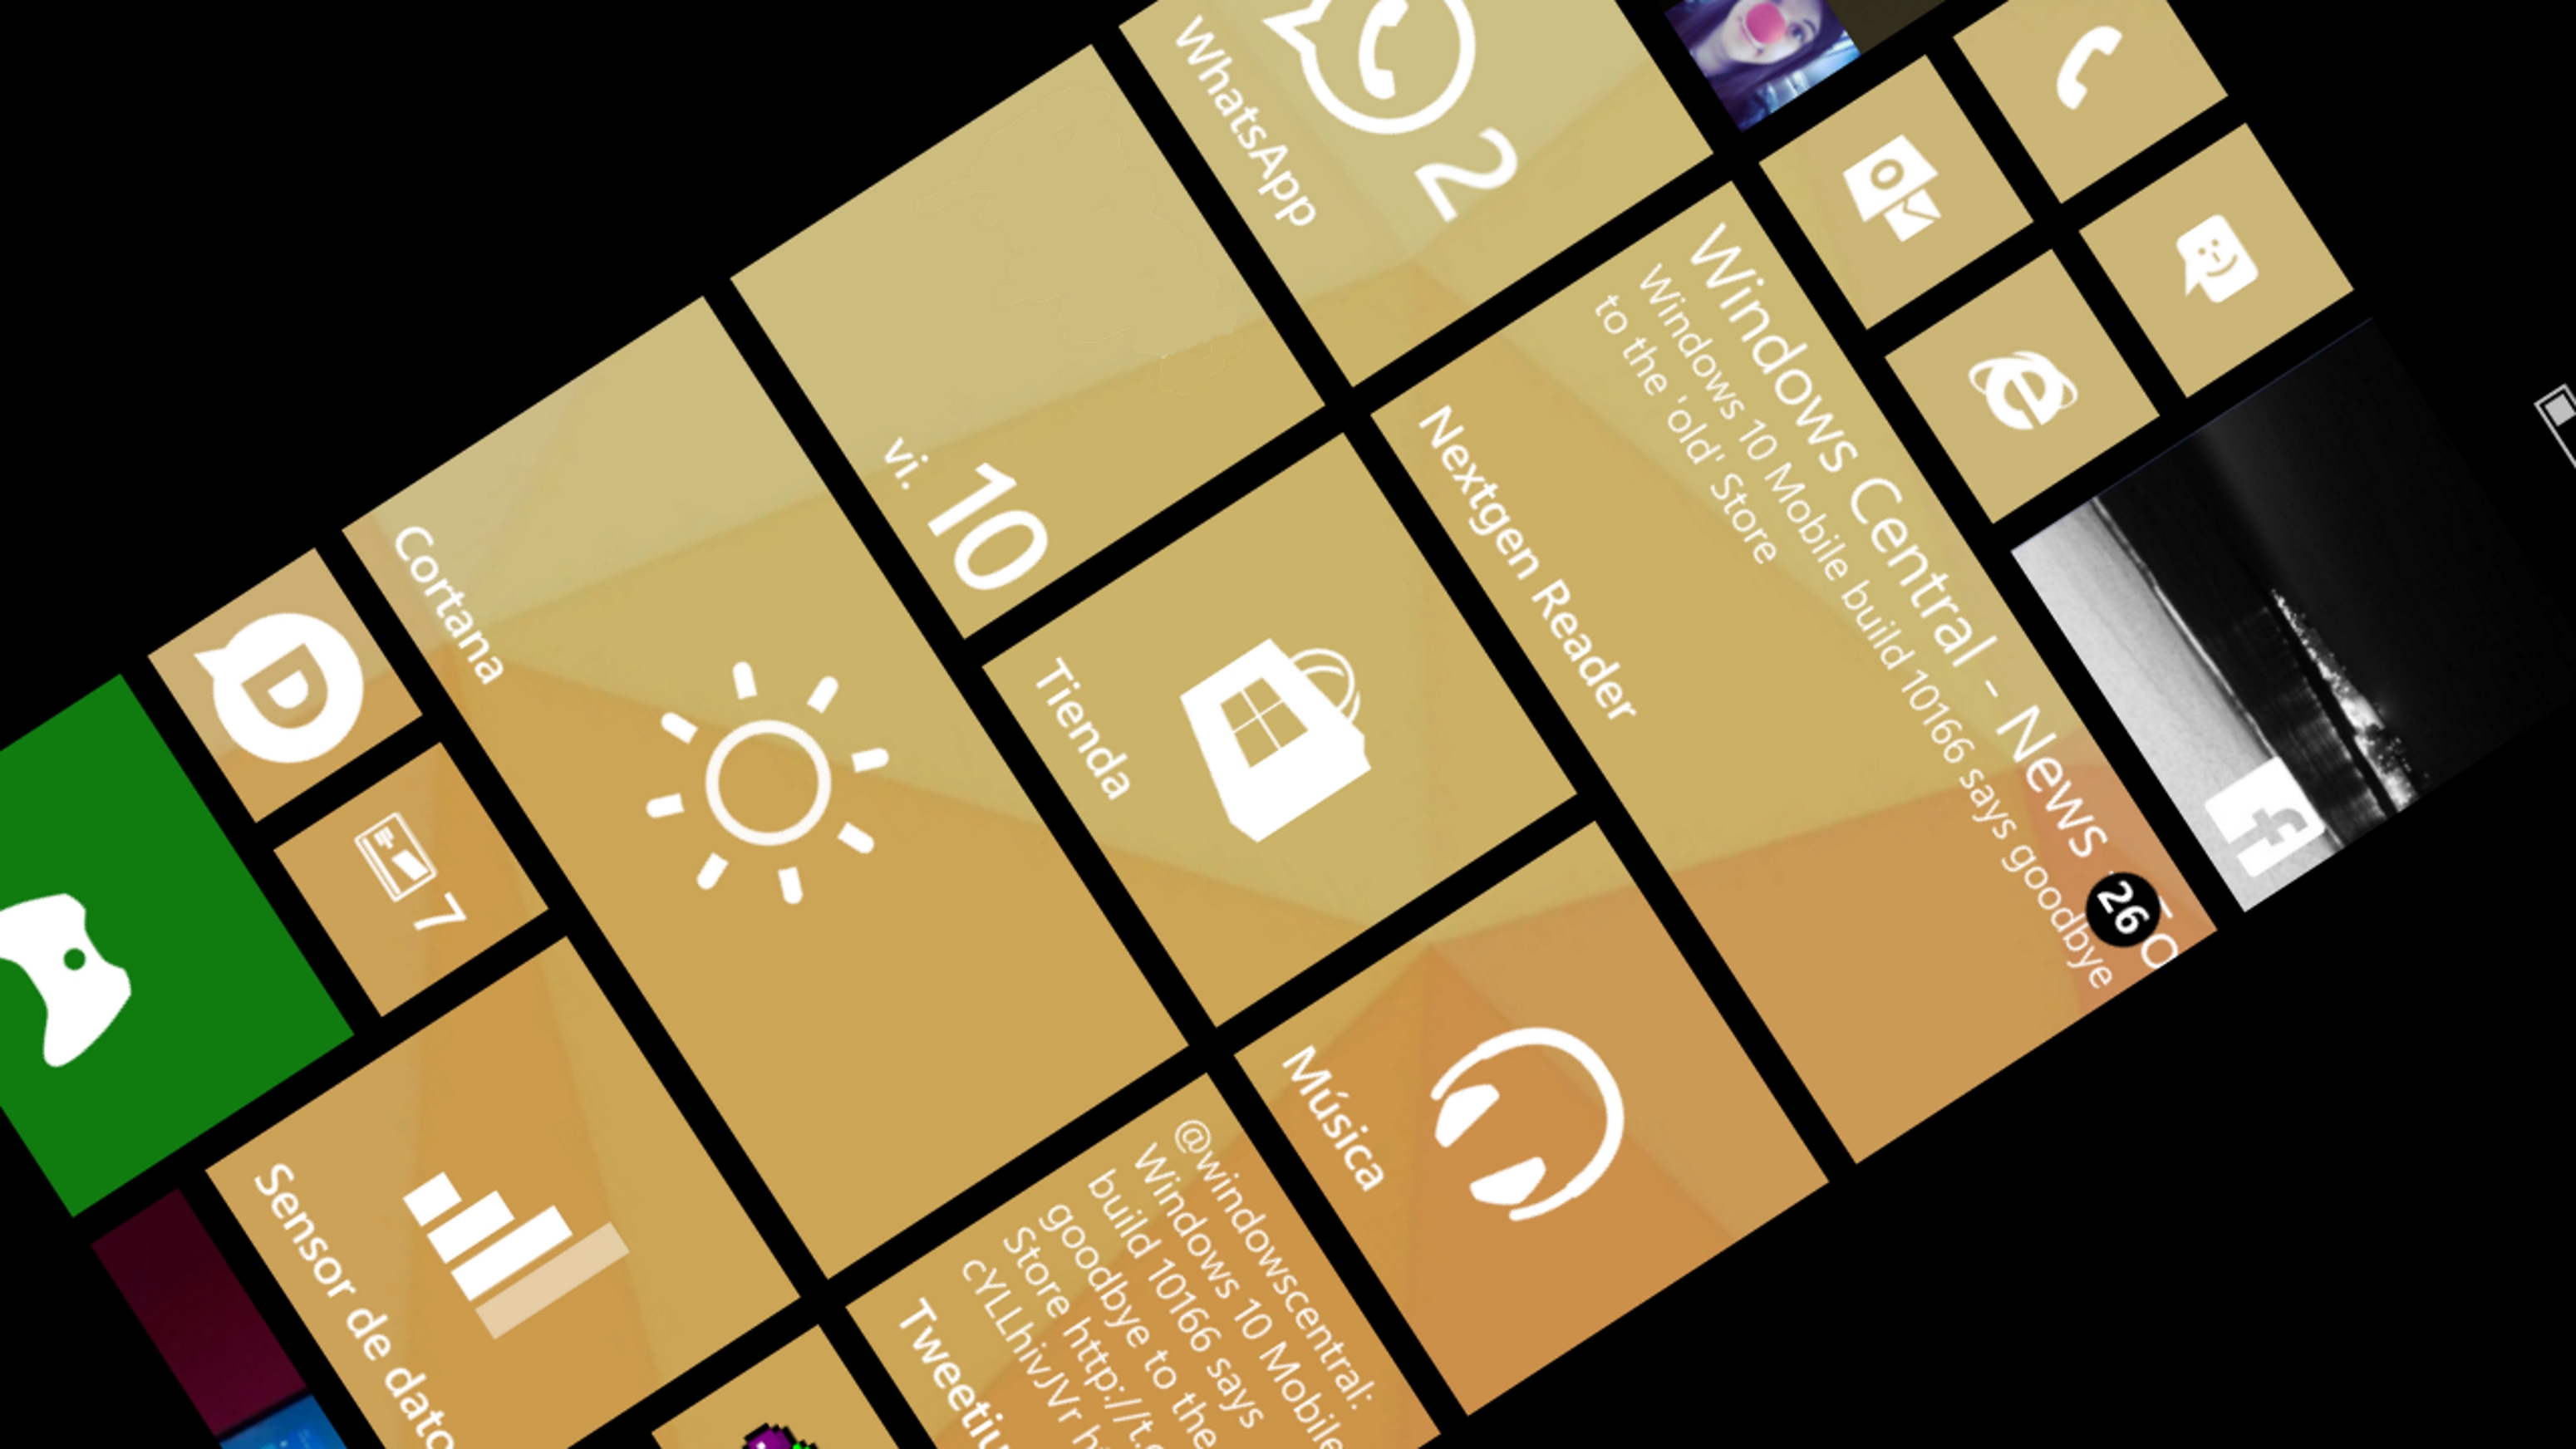 WhatsApp
2
Windows Central - News
Windows 10 Mobile build 10166 says goodbye
to the 'old' Store
26
Nextgen Reader
vi. 10
Tienda
Cortana
Música
7
@windowscentral:
Windows 10 Mobile
build 10166 says
goodbye to the
Store http://t.
cYLLhivJVr
Sensor de dato